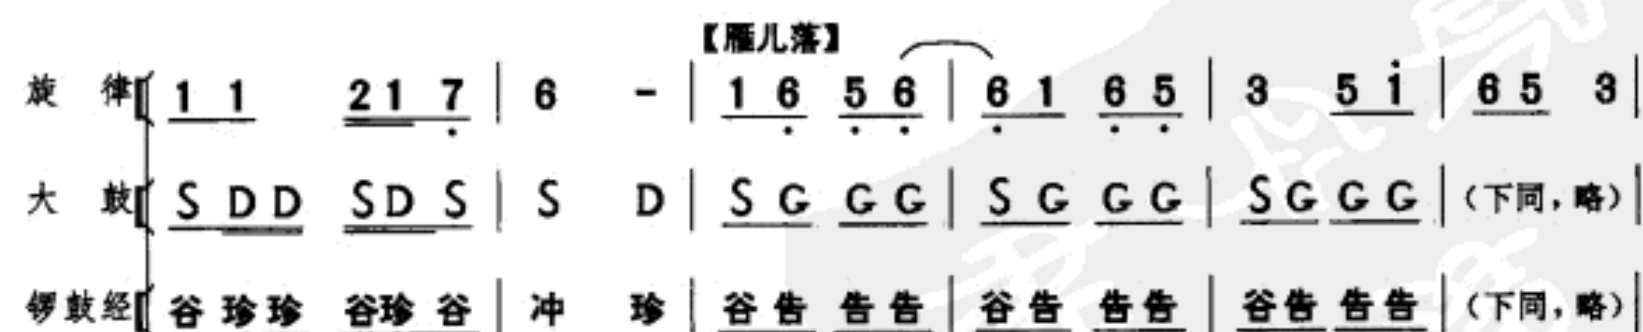 【雁儿落】
旋律 1 1 2 1 7 | 6 - | 1 6 5 6 | 6 1 6 5 | 3 5 i | 6 5 3 |
大鼓 S D D S D S | S D | S G G G | S G G G | S G G G | (下同,略) |
锣鼓经 谷 珍珍 谷珍 谷 | 冲 珍 | 谷 告 告 告 | 谷 告 告 告 | 谷告 告告 | (下同,略) |